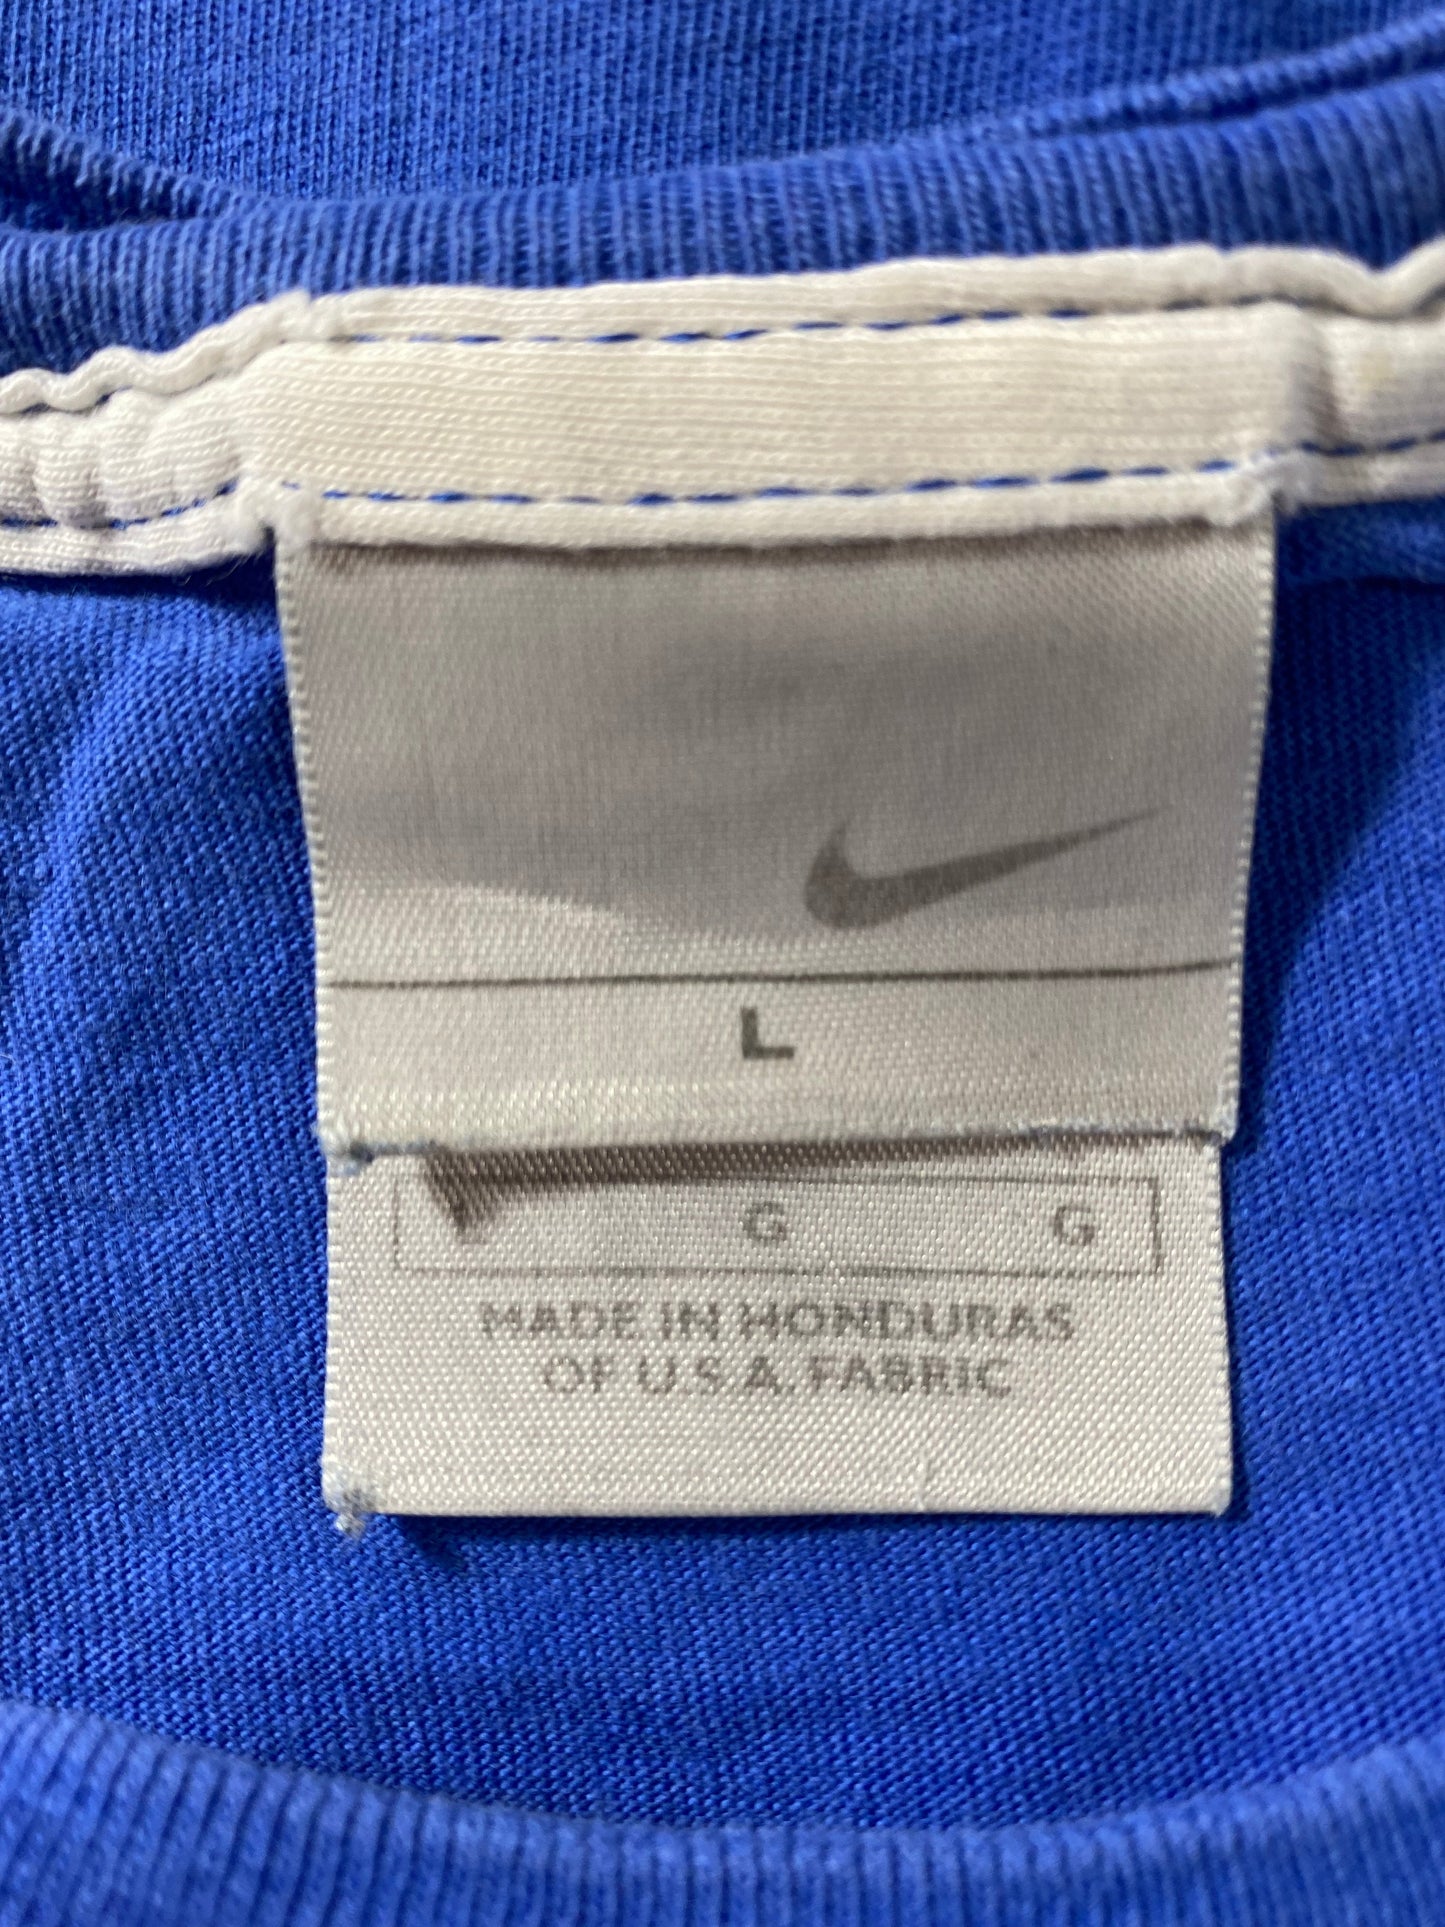 L
G G
MADE IN HONDURAS
OF U.S.A. FABRIC